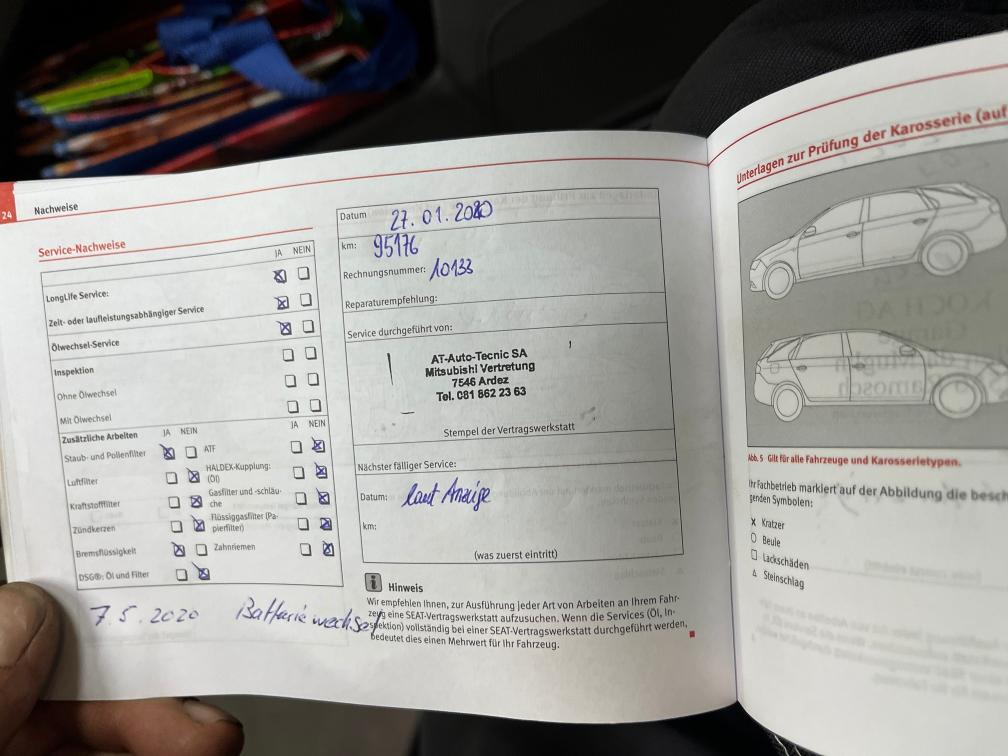 24
Nachweise
Service-Nachweise
JA NEIN
LongLife Service:
Zeit- oder laufleistungsabhängiger Service
Ölwechsel-Service
Inspektion
Ohne Ölwechsel
Mit Ölwechsel
Zusätzliche Arbeiten JA NEIN JA NEIN
Staub- und Pollenfilter ATF
Luftfilter HALDEX-Kupplung: (Öl)
Kraftstofffilter Gasfilter und -schläuche
Zündkerzen Flüssiggasfilter (Papierfilter)
Bremsflüssigkeit Zahnriemen
DSG®: Öl und Filter
7.5.2020 Batteriewechsel
Datum 27.01.2020
km: 95176
Rechnungsnummer: 10133
Reparaturempfehlung:
Service durchgeführt von:
AT-Auto-Tecnic SA
Mitsubishi Vertretung
7546 Ardez
Tel. 081 862 23 63
Stempel der Vertragswerkstatt
Nächster fälliger Service:
Datum: laut Anzeige
km:
(was zuerst eintritt)
Hinweis
Wir empfehlen Ihnen, zur Ausführung jeder Art von Arbeiten an Ihrem Fahr-
zeug eine SEAT-Vertragswerkstatt aufzusuchen. Wenn die Services (Öl, In-
spektion) vollständig bei einer SEAT-Vertragswerkstatt durchgeführt werden,
bedeutet dies einen Mehrwert für Ihr Fahrzeug.
Unterlagen zur Prüfung der Karosserie (auf
Abb. 5 Gilt für alle Fahrzeuge und Karosserietypen.
Ihr Fachbetrieb markiert auf der Abbildung die besch
genden Symbolen:
x Kratzer
O Beule
□ Lackschäden
△ Steinschlag